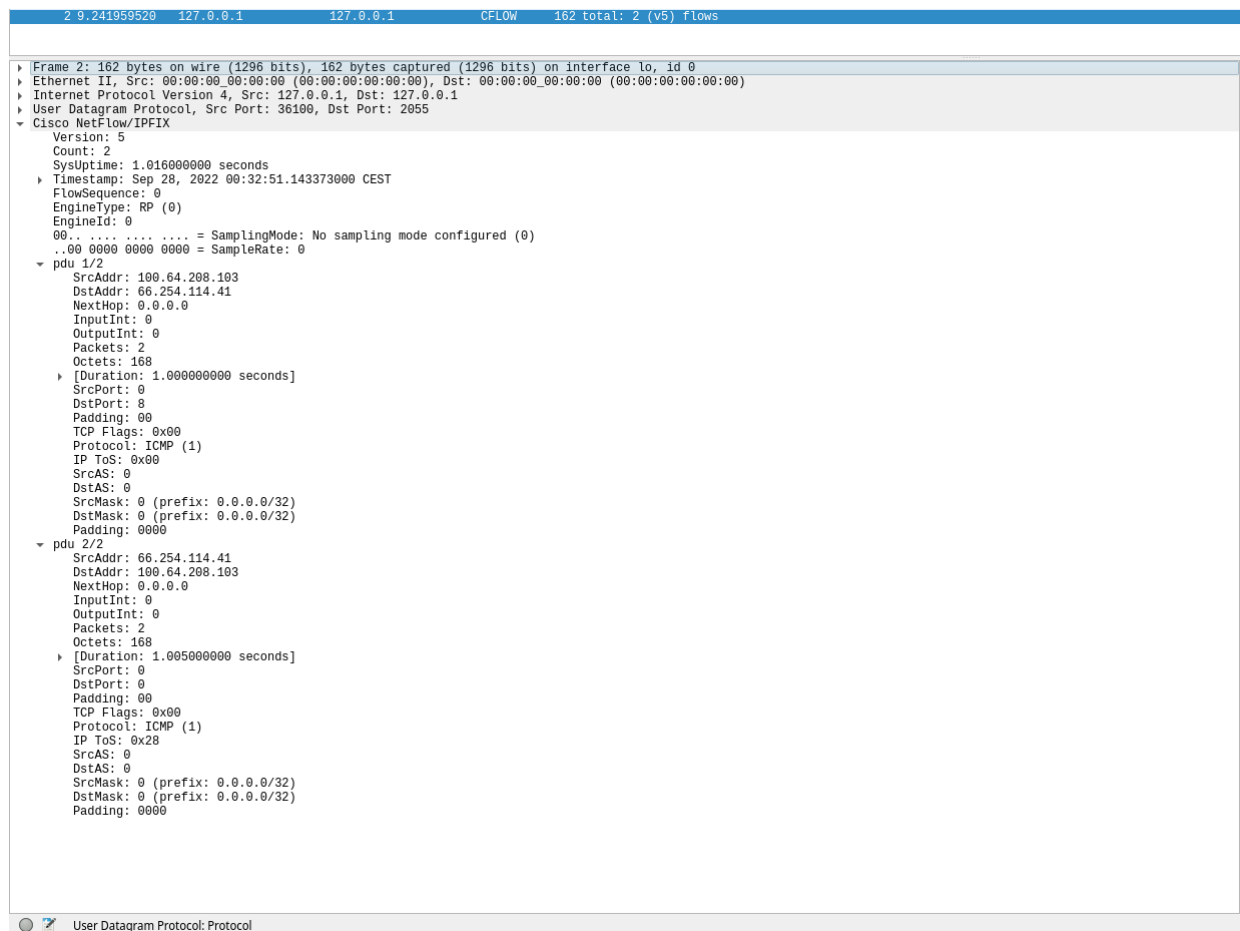 2 9.241959520 127.0.0.1 127.0.0.1 CFLOW 162 total: 2 (v5) flows
Frame 2: 162 bytes on wire (1296 bits), 162 bytes captured (1296 bits) on interface lo, id 0
Ethernet II, Src: 00:00:00_00:00:00 (00:00:00:00:00:00), Dst: 00:00:00_00:00:00 (00:00:00:00:00:00)
Internet Protocol Version 4, Src: 127.0.0.1, Dst: 127.0.0.1
User Datagram Protocol, Src Port: 36100, Dst Port: 2055
Cisco NetFlow/IPFIX
Version: 5
Count: 2
SysUptime: 1.016000000 seconds
Timestamp: Sep 28, 2022 00:32:51.143373000 CEST
FlowSequence: 0
EngineType: RP (0)
EngineId: 0
00.. .... .... .... = SamplingMode: No sampling mode configured (0)
..00 0000 0000 0000 = SampleRate: 0
pdu 1/2
SrcAddr: 100.64.208.103
DstAddr: 66.254.114.41
NextHop: 0.0.0.0
InputInt: 0
OutputInt: 0
Packets: 2
Octets: 168
[Duration: 1.000000000 seconds]
SrcPort: 0
DstPort: 8
Padding: 00
TCP Flags: 0x00
Protocol: ICMP (1)
IP ToS: 0x00
SrcAS: 0
DstAS: 0
SrcMask: 0 (prefix: 0.0.0.0/32)
DstMask: 0 (prefix: 0.0.0.0/32)
Padding: 0000
pdu 2/2
SrcAddr: 66.254.114.41
DstAddr: 100.64.208.103
NextHop: 0.0.0.0
InputInt: 0
OutputInt: 0
Packets: 2
Octets: 168
[Duration: 1.005000000 seconds]
SrcPort: 0
DstPort: 0
Padding: 00
TCP Flags: 0x00
Protocol: ICMP (1)
IP ToS: 0x28
SrcAS: 0
DstAS: 0
SrcMask: 0 (prefix: 0.0.0.0/32)
DstMask: 0 (prefix: 0.0.0.0/32)
Padding: 0000
User Datagram Protocol: Protocol